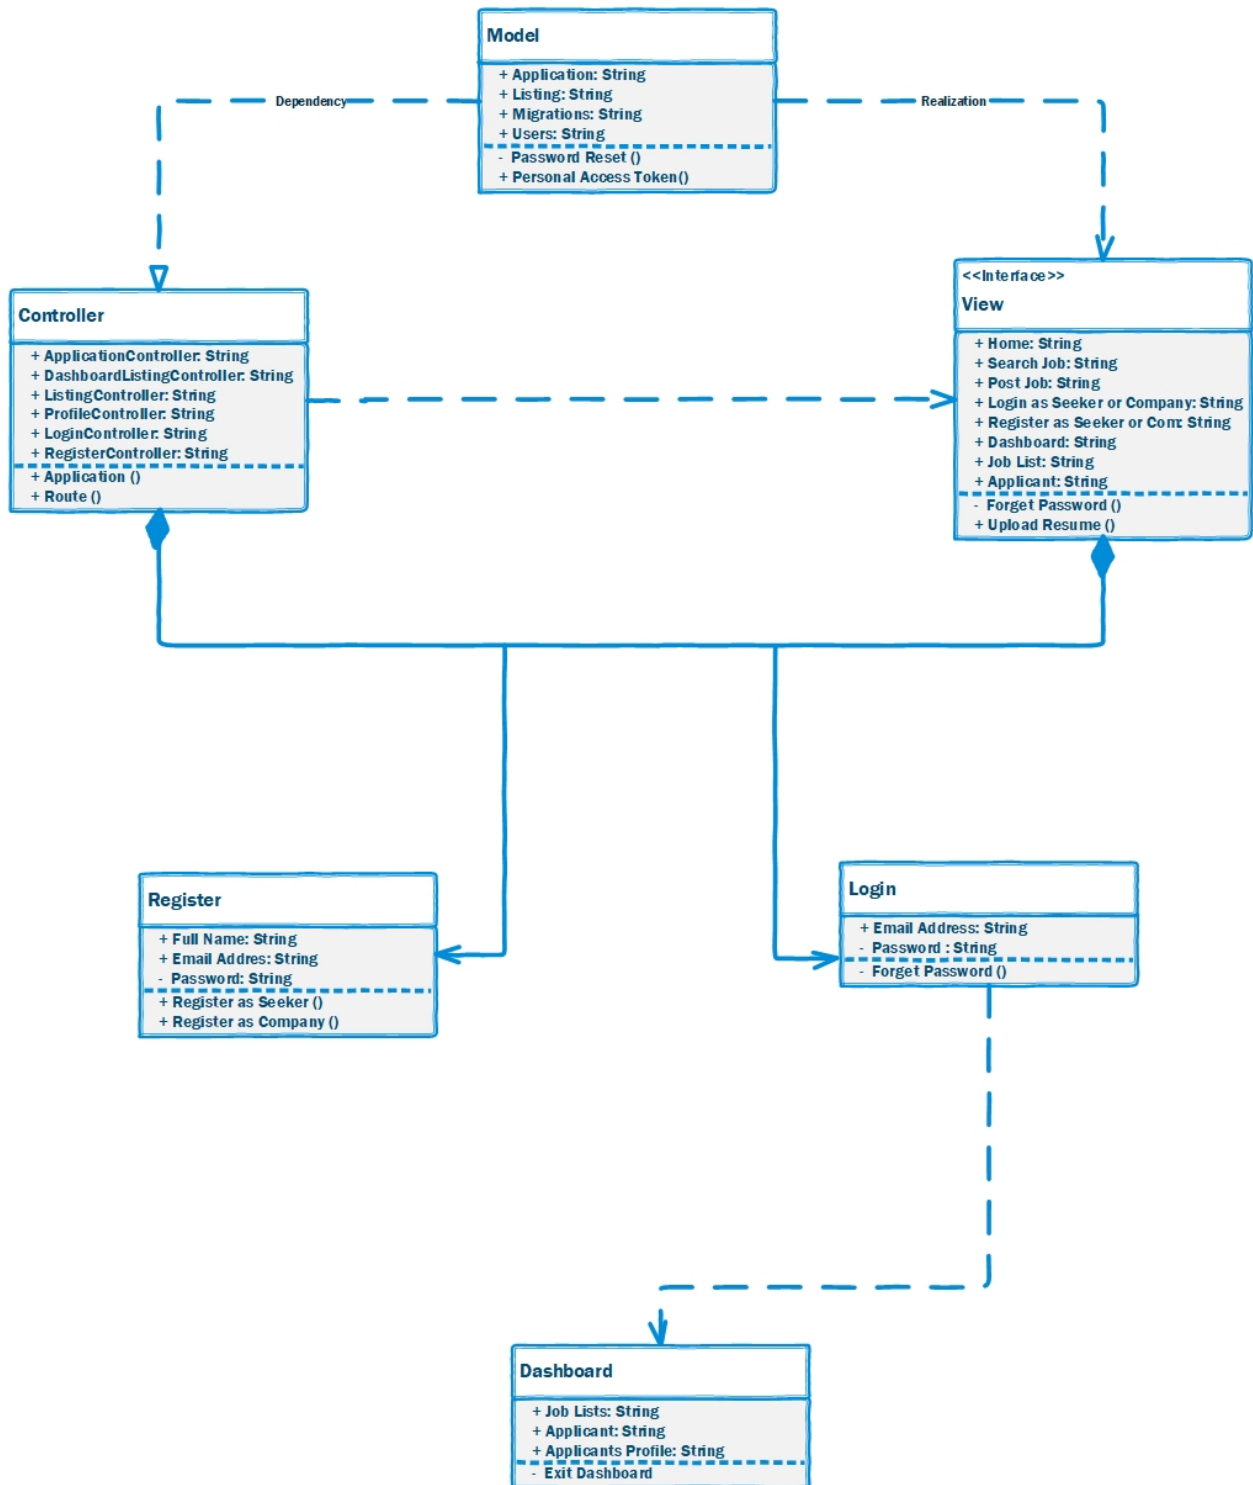 Model
+ Application: String
+ Listing: String
+ Migrations: String
+ Users: String
- Password Reset ()
+ Personal Access Token()
Dependency
Realization
Controller
+ ApplicationController: String
+ DashboardListingController: String
+ ListingController: String
+ ProfileController: String
+ LoginController: String
+ RegisterController: String
+ Application ()
+ Route ()
<<Interface>>
View
+ Home: String
+ Search Job: String
+ Post Job: String
+ Login as Seeker or Company: String
+ Register as Seeker or Com: String
+ Dashboard: String
+ Job List: String
+ Applicant: String
- Forget Password ()
+ Upload Resume ()
Register
+ Full Name: String
+ Email Addres: String
- Password: String
+ Register as Seeker ()
+ Register as Company ()
Login
+ Email Address: String
- Password : String
- Forget Password ()
Dashboard
+ Job Lists: String
+ Applicant: String
+ Applicants Profile: String
- Exit Dashboard